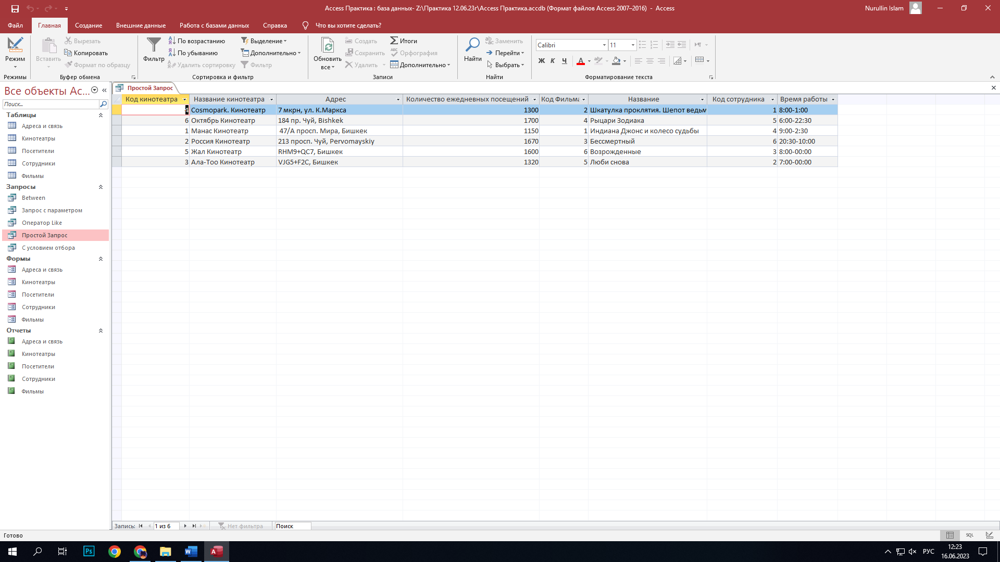 Access Практика : база данных- Z:\Практика 12.06.23г\Access Практика.accdb (Формат файлов Access 2007–2016) - Access
Nurullin Islam
Файл Главная Создание Внешние данные Работа с базами данных Справка Что вы хотите сделать?
Режим
Режимы
Вставить
Вырезать
Копировать
Формат по образцу
Буфер обмена
Фильтр
По возрастанию
По убыванию
Удалить сортировку
Выделение
Дополнительно
Фильтр
Сортировка и фильтр
Обновить
все
Создать
Сохранить
Удалить
Итоги
Орфография
Дополнительно
Записи
Найти
Заменить
Перейти
Выбрать
Найти
Calibri 11
Ж К Ч
Форматирование текста
Все объекты Ac...
Поиск...
Таблицы
Адреса и связь
Кинотеатры
Посетители
Сотрудники
Фильмы
Запросы
Between
Запрос с параметром
Оператор Like
Простой Запрос
С условием отбора
Формы
Адреса и связь
Кинотеатры
Посетители
Сотрудники
Фильмы
Отчеты
Адреса и связь
Кинотеатры
Посетители
Сотрудники
Фильмы
Простой Запрос
Код кинотеатра Название кинотеатра Адрес Количество ежедневных посещений Код Фильма Название Код сотрудника Время работы
4 Cosmopark. Кинотеатр 7 мкрн, ул. К.Маркса 1300 2 Шкатулка проклятия. Шепот ведьм 1 8:00-1:00
6 Октябрь Кинотеатр 184 пр. Чуй, Bishkek 1700 4 Рыцари Зодиака 5 6:00-22:30
1 Манас Кинотеатр 47/А просп. Мира, Бишкек 1150 1 Индиана Джонс и колесо судьбы 4 9:00-2:30
2 Россия Кинотеатр 213 просп. Чуй, Pervomayskiy 1670 3 Бессмертный 6 20:30-10:00
5 Жал Кинотеатр RHM9+QC7, Бишкек 1600 6 Возрожденные 3 8:00-00:00
3 Ала-Тоо Кинотеатр VJG5+F2C, Бишкек 1320 5 Люби снова 2 7:00-00:00
Запись: 1 из 6 Нет фильтра Поиск
Готово
SQL
Ps
РУС
12:23
16.06.2023